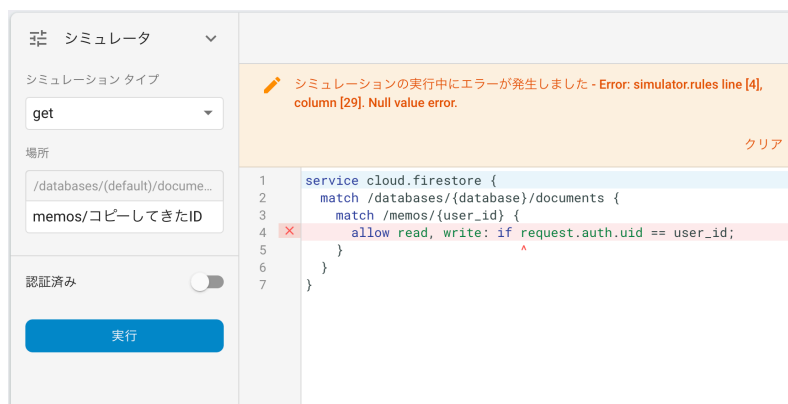 シミュレータ
シミュレーション タイプ
get
場所
/databases/(default)/docume...
memos/コピーしてきたID
認証済み
実行
シミュレーションの実行中にエラーが発生しました - Error: simulator.rules line [4],
column [29]. Null value error.
クリア
1 service cloud.firestore {
2 match /databases/{database}/documents {
3 match /memos/{user_id} {
4 allow read, write: if request.auth.uid == user_id;
5 }
^
6 }
7 }